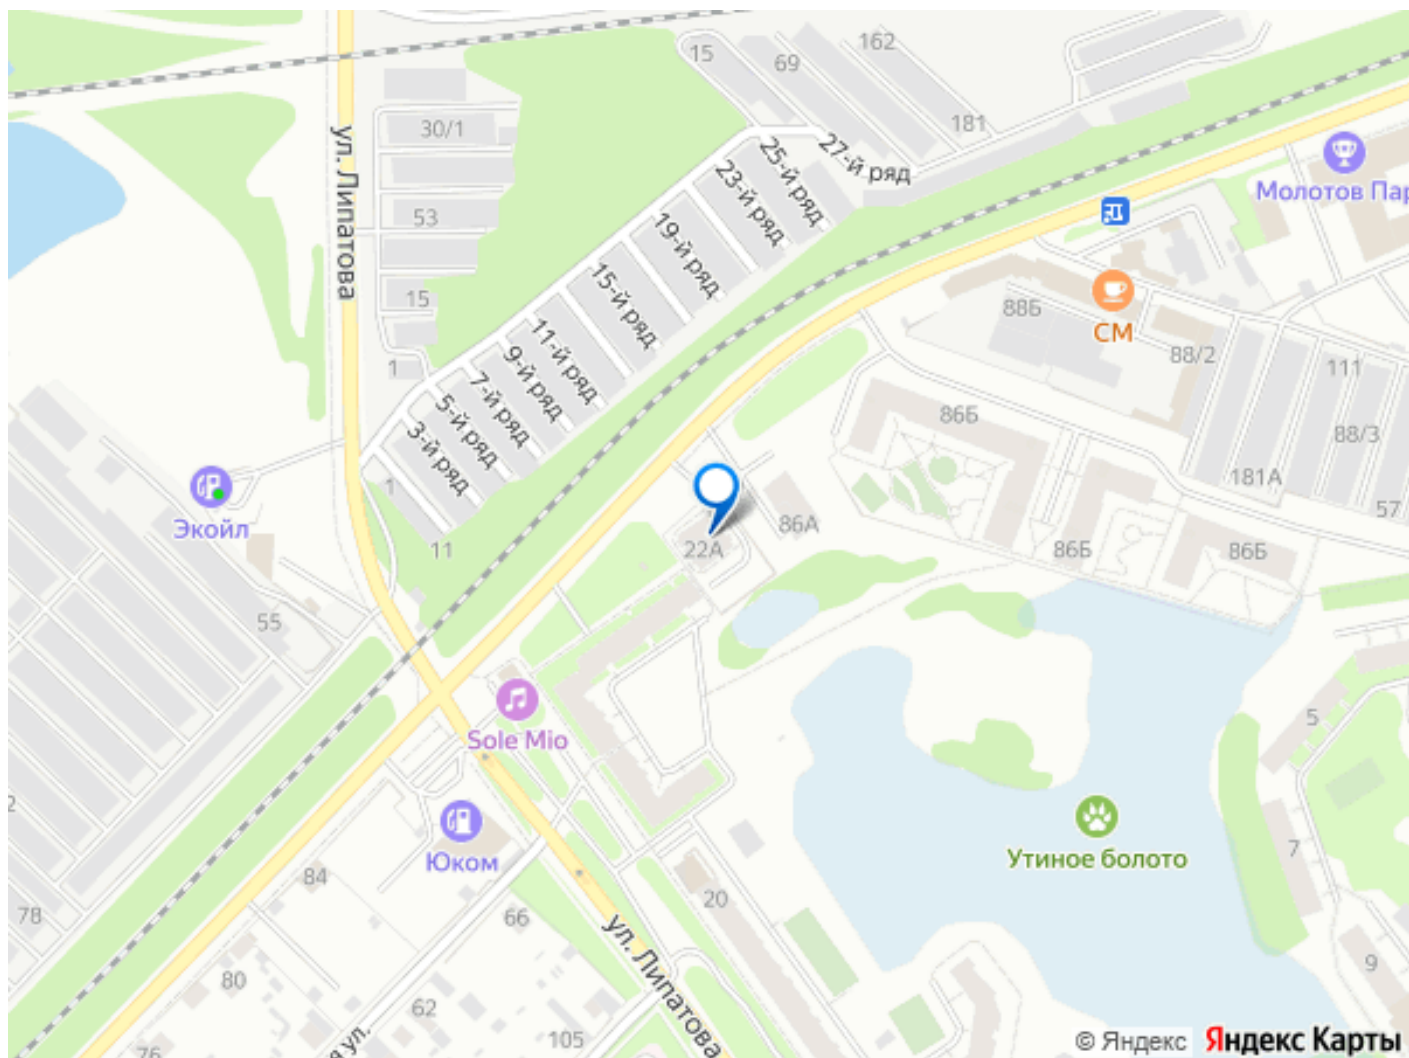 15
69
162
30/1
181
27-й ряд
25-й ряд
23-й ряд
Молотов Пар
ул. Липатова
53
19-й ряд
15-й ряд
15
11-й ряд
88Б
СМ
88/2
111
1
9-й ряд
7-й ряд
5-й ряд
3-й ряд
86Б
88/3
181А
57
1
Экойл
11
22А
86А
86Б
86Б
55
Sole Mio
5
2
Юком
84
Утиное болото
7
78
66
20
ул. Липатова
80
62
9
105
76
я ул.
© Яндекс Яндекс Карты